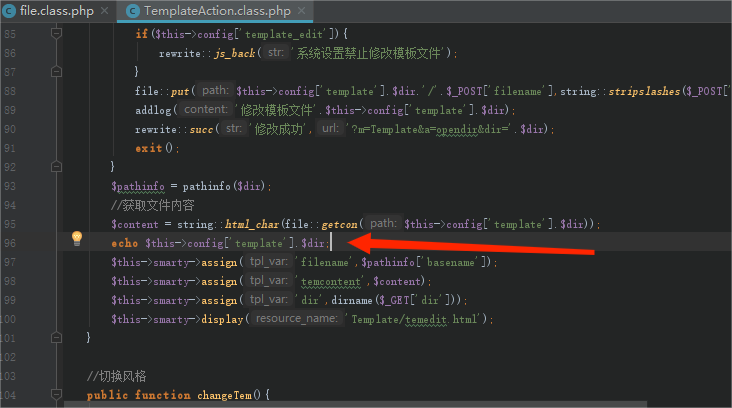 file.class.php × TemplateAction.class.php ×
85 if($this->config['template_edit']){
86 rewrite::js_back( str: '系统设置禁止修改模板文件');
87 }
88 file::put( path: $this->config['template'].$dir.'/'.$_POST['filename'],string::stripslashes($_POST['
89 addlog( content: '修改模板文件'.$this->config['template'].$dir);
90 rewrite::succ( str: '修改成功', url: '?m=Template&a=opendir&dir='.$dir);
91 exit();
92 }
93 $pathinfo = pathinfo($dir);
94 //获取文件内容
95 $content = string::html_char(file::getcon( path: $this->config['template'].$dir));
96 echo $this->config['template'].$dir;
97 $this->smarty->assign( tpl_var: 'filename',$pathinfo['basename']);
98 $this->smarty->assign( tpl_var: 'temcontent',$content);
99 $this->smarty->assign( tpl_var: 'dir',dirname($_GET['dir']));
100 $this->smarty->display( resource_name: 'Template/temedit.html');
101 }
102
103 //切换风格
104 public function changeTem(){